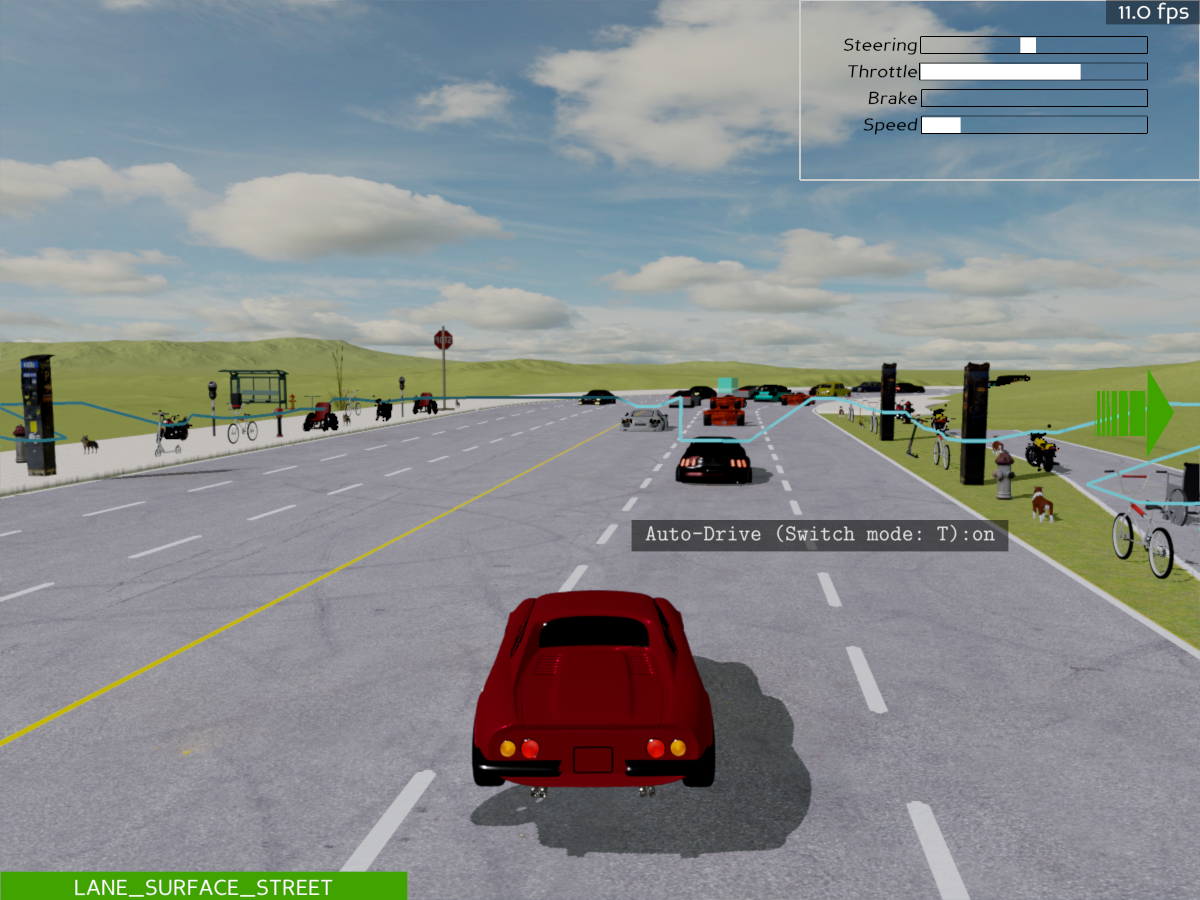 11.0 fps
Steering
Throttle
Brake
Speed
Auto-Drive (Switch mode: T):on
LANE_SURFACE_STREET